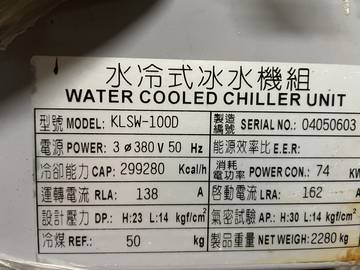 水冷式冰水機組
WATER COOLED CHILLER UNIT
型號 MODEL: KLSW-100D 製造編號 SERIAL NO.: 04050603
電源 POWER: 3 ø 380 V 50 Hz 能源效率比 E.E.R:
冷卻能力 CAP: 299280 Kcal/h 消耗電功率 POWER CON.: 74 KW
運轉電流 RLA: 138 A 啓動電流 LRA: 162 A
設計壓力 DP.: H:23 L:14 kgf/cm² 氣密試驗 AP.: H:30 L:14 kgf/
冷煤 REF.: 50 kg 製品重量 NET WEIGHT: 2280 kg